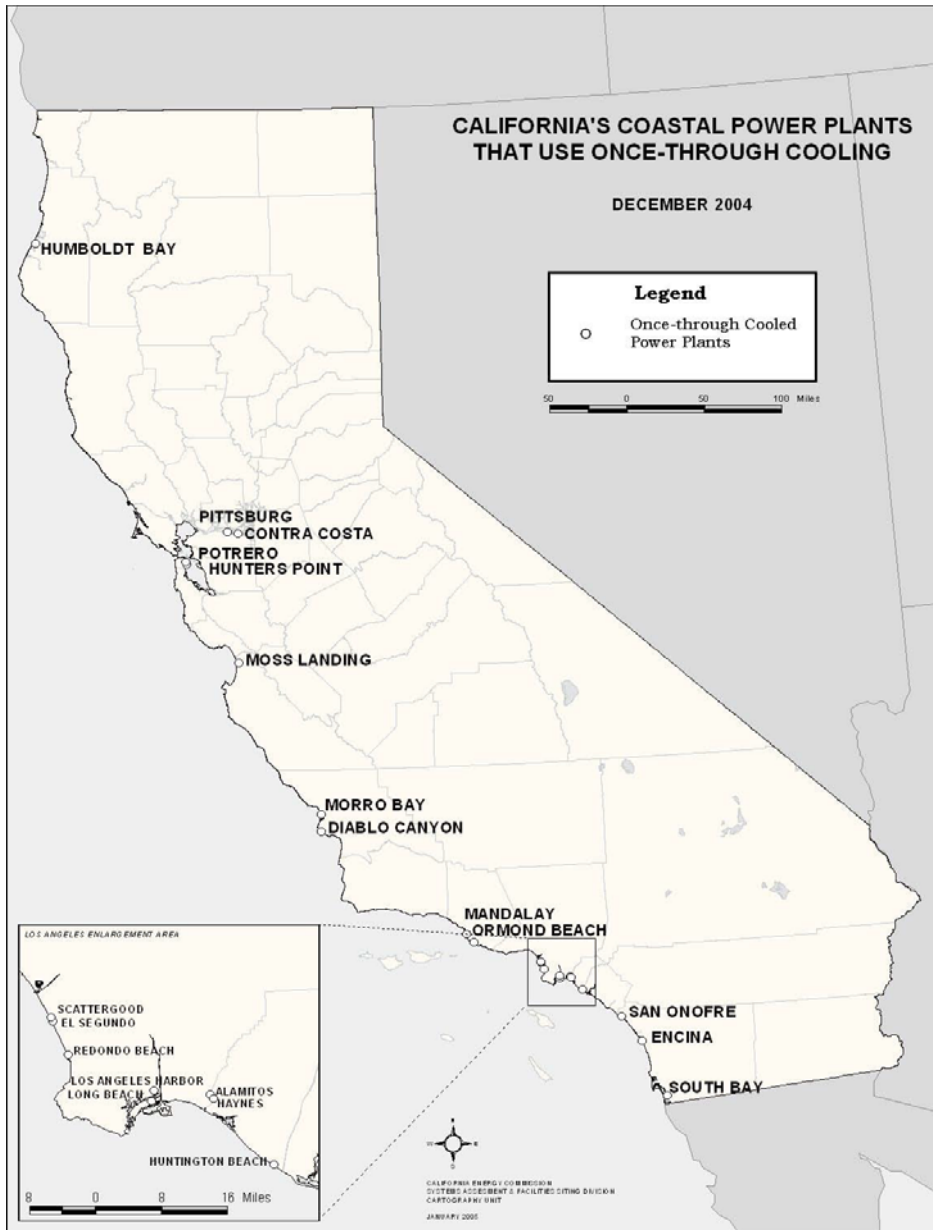 CALIFORNIA'S COASTAL POWER PLANTS
THAT USE ONCE-THROUGH COOLING
DECEMBER 2004
Legend
Once-through Cooled
Power Plants
50 0 50 100 Miles
HUMBOLDT BAY
PITTSBURG
CONTRA COSTA
POTRERO
HUNTERS POINT
MOSS LANDING
MORRO BAY
DIABLO CANYON
MANDALAY
ORMOND BEACH
SAN ONOFRE
ENCINA
SOUTH BAY
LOS ANGELES ENLARGEMENT AREA
SCATTERGOOD
EL SEGUNDO
REDONDO BEACH
LOS ANGELES HARBOR
LONG BEACH
ALAMITOS
HAYNES
HUNTINGTON BEACH
8 0 8 16 Miles
N
W E
S
CALIFORNIA ENERGY COMMISSION
SYSTEMS ASSESMENT & FACILITIES SITING DIVISION
CARTOGRAPHY UNIT
JANUARY 2005